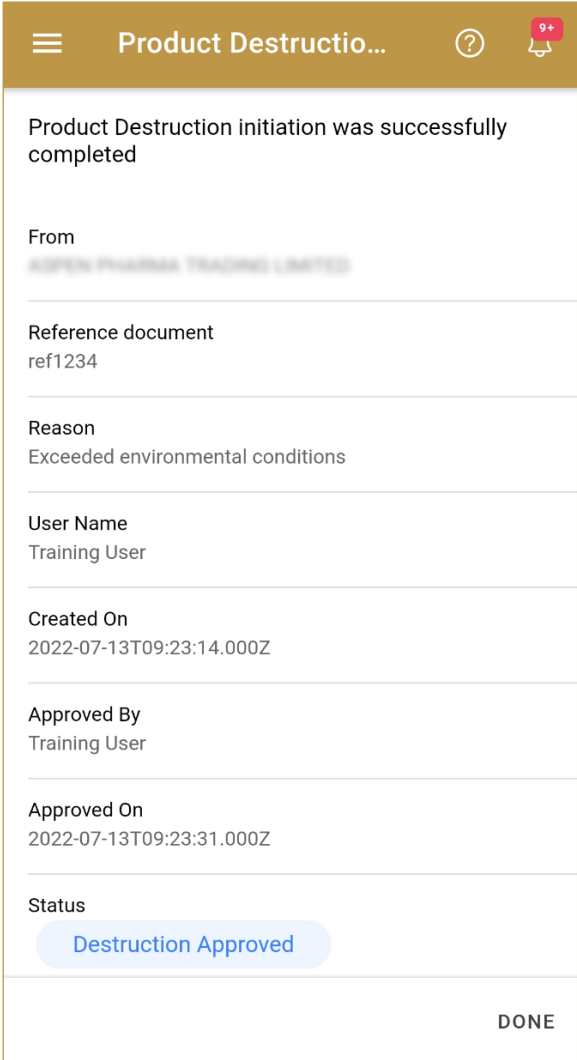 Product Destructio...
9+
Product Destruction initiation was successfully
completed
From
Reference document
ref1234
Reason
Exceeded environmental conditions
User Name
Training User
Created On
2022-07-13T09:23:14.000Z
Approved By
Training User
Approved On
2022-07-13T09:23:31.000Z
Status
Destruction Approved
DONE